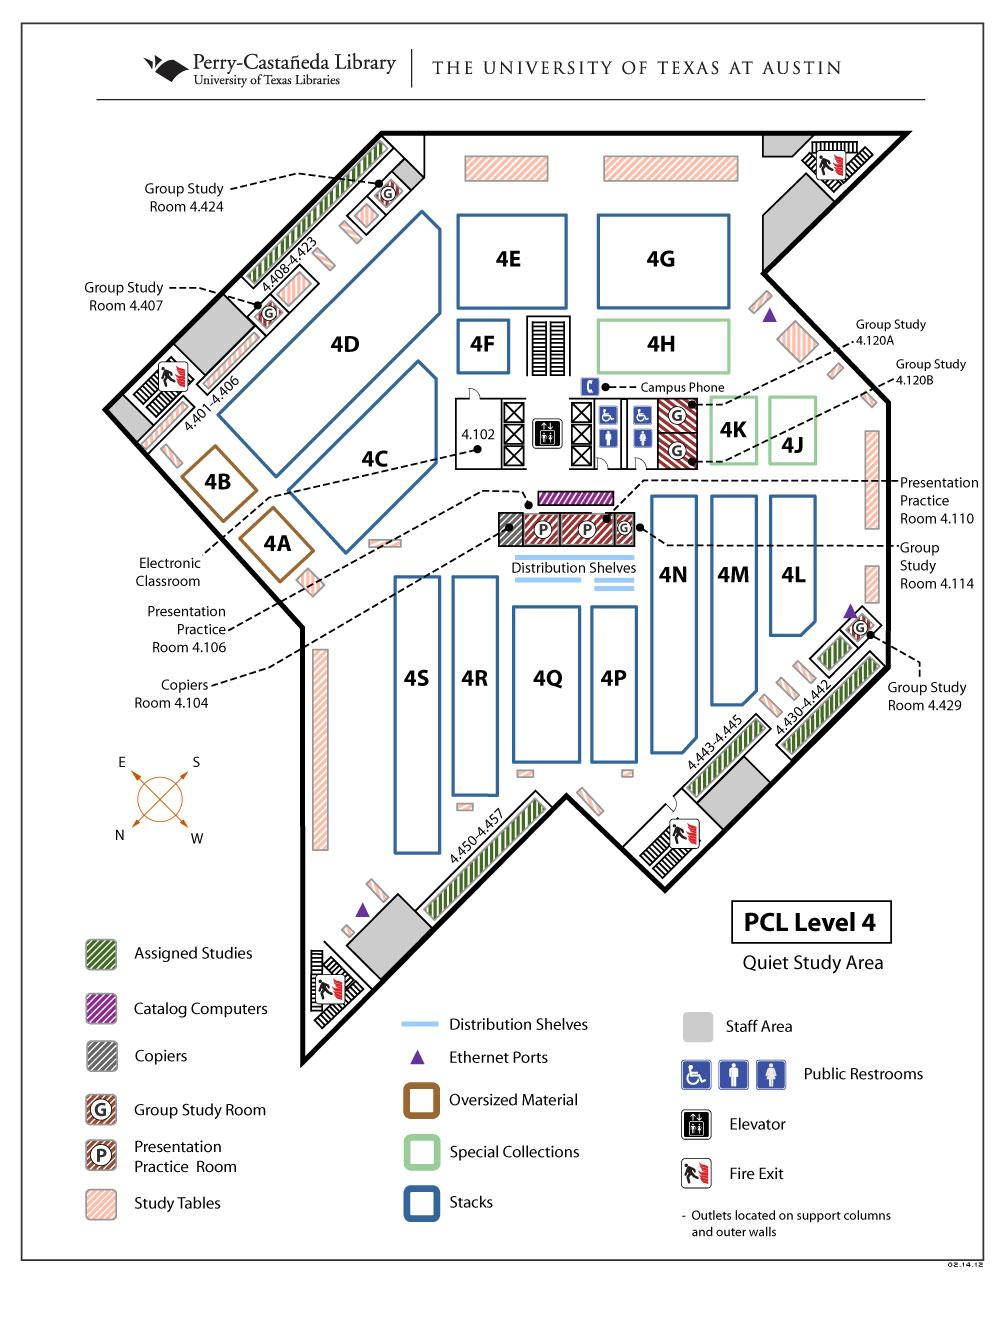 Perry-Castañeda Library
University of Texas Libraries
THE UNIVERSITY OF TEXAS AT AUSTIN
Group Study
Room 4.424
4.408-4.423
Group Study
Room 4.407
4.401-4.406
4E
4G
4D
4F
4H
Group Study
4.120A
Group Study
4.120B
Campus Phone
G
G
G
G
4.102
4K
4J
4C
4B
4A
Electronic
Classroom
Presentation
Practice
Room 4.110
Group
Study
Room 4.114
P
P
G
Distribution Shelves
4N
4M
4L
Presentation
Practice
Room 4.106
Copiers
Room 4.104
4S
4R
4Q
4P
G
Group Study
Room 4.429
4.430-4.442
4.443-4.445
4.450-4.457
E
S
N
W
PCL Level 4
Quiet Study Area
Assigned Studies
Catalog Computers
Copiers
G
Group Study Room
P
Presentation
Practice Room
Study Tables
Distribution Shelves
Ethernet Ports
Oversized Material
Special Collections
Stacks
Staff Area
Public Restrooms
Elevator
Fire Exit
- Outlets located on support columns
and outer walls
02.14.12